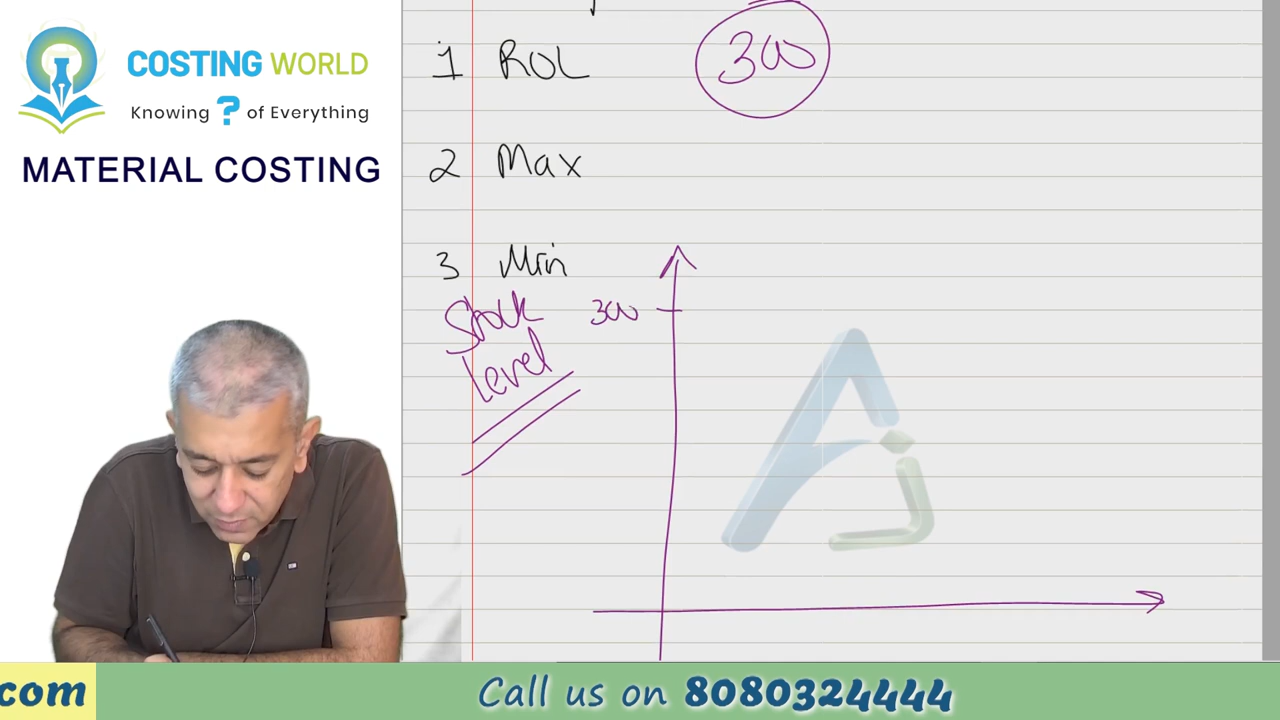 COSTING WORLD
Knowing ? of Everything
MATERIAL COSTING
1 ROL 300
2 Max
3 Min
Stock 300
Level
AJ
com
Call us on 8080324444